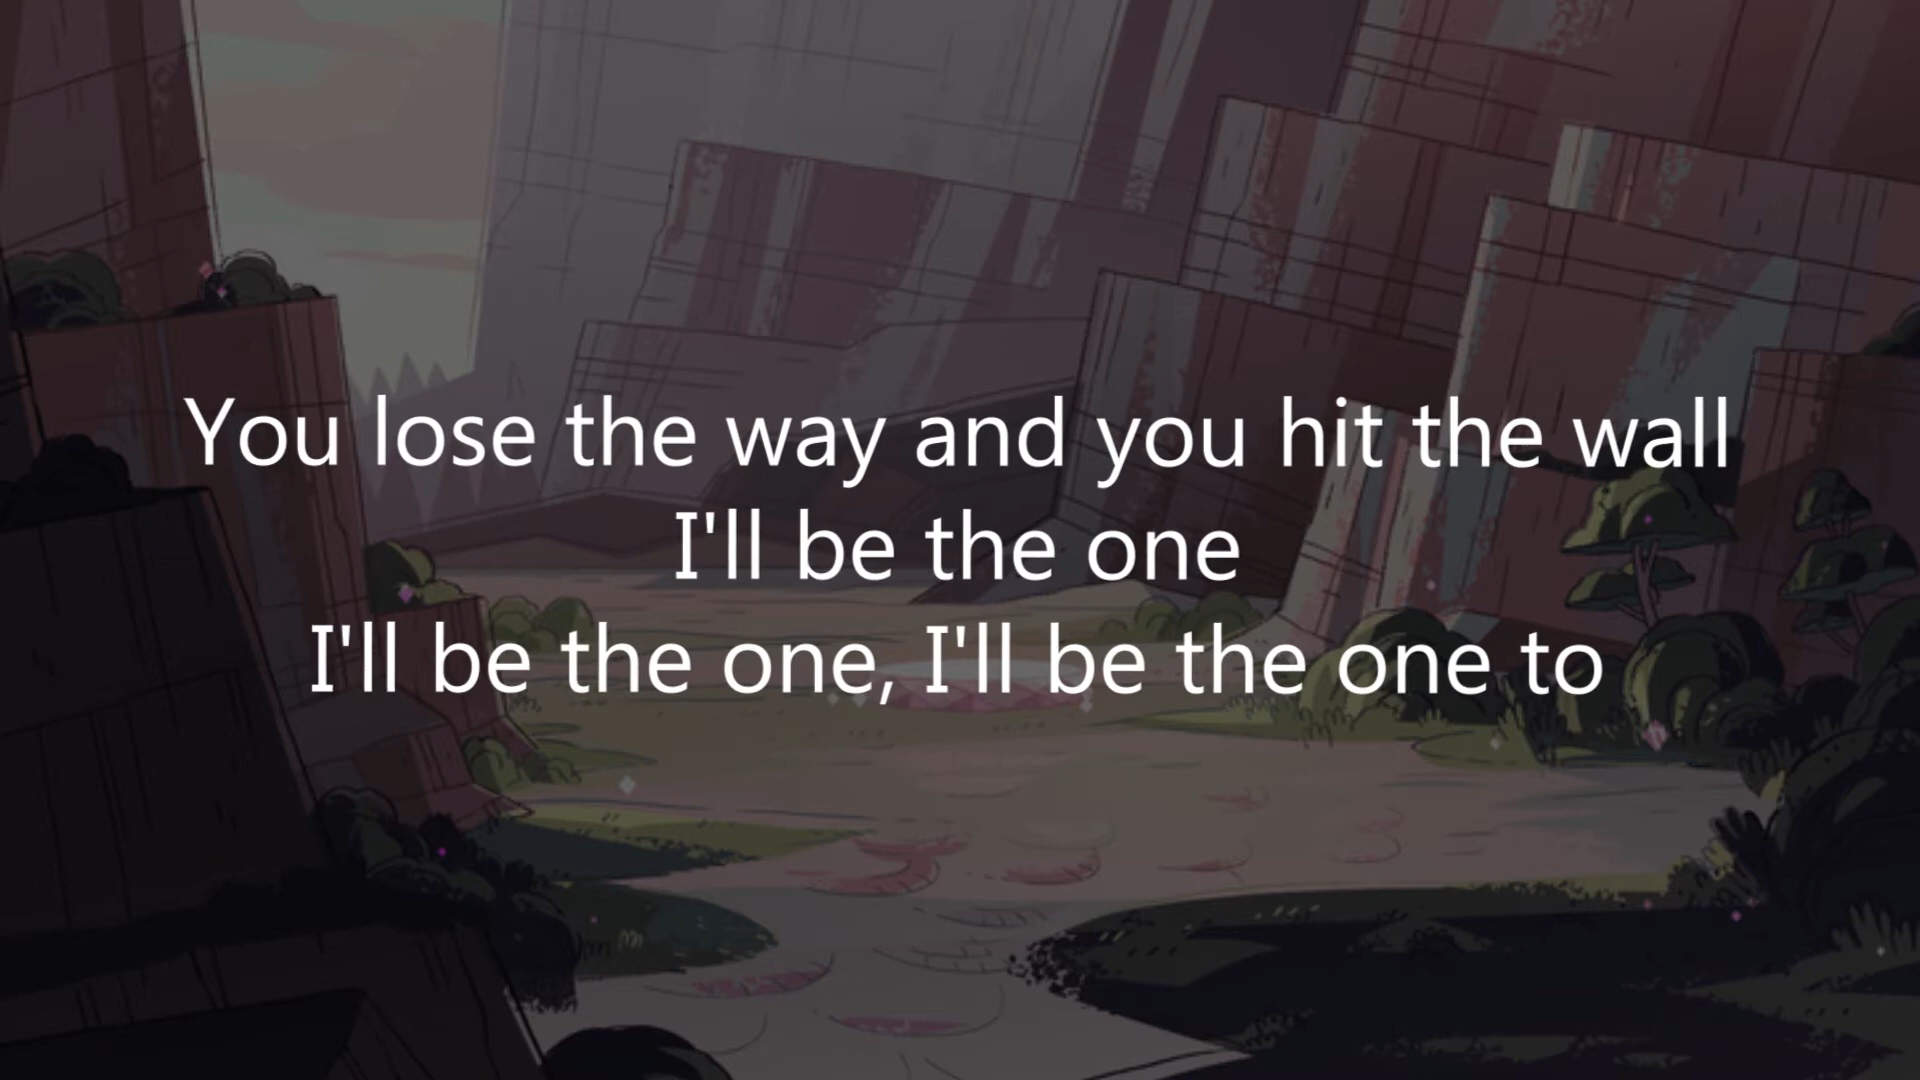 You lose the way and you hit the wall
I'll be the one
I'll be the one, I'll be the one to